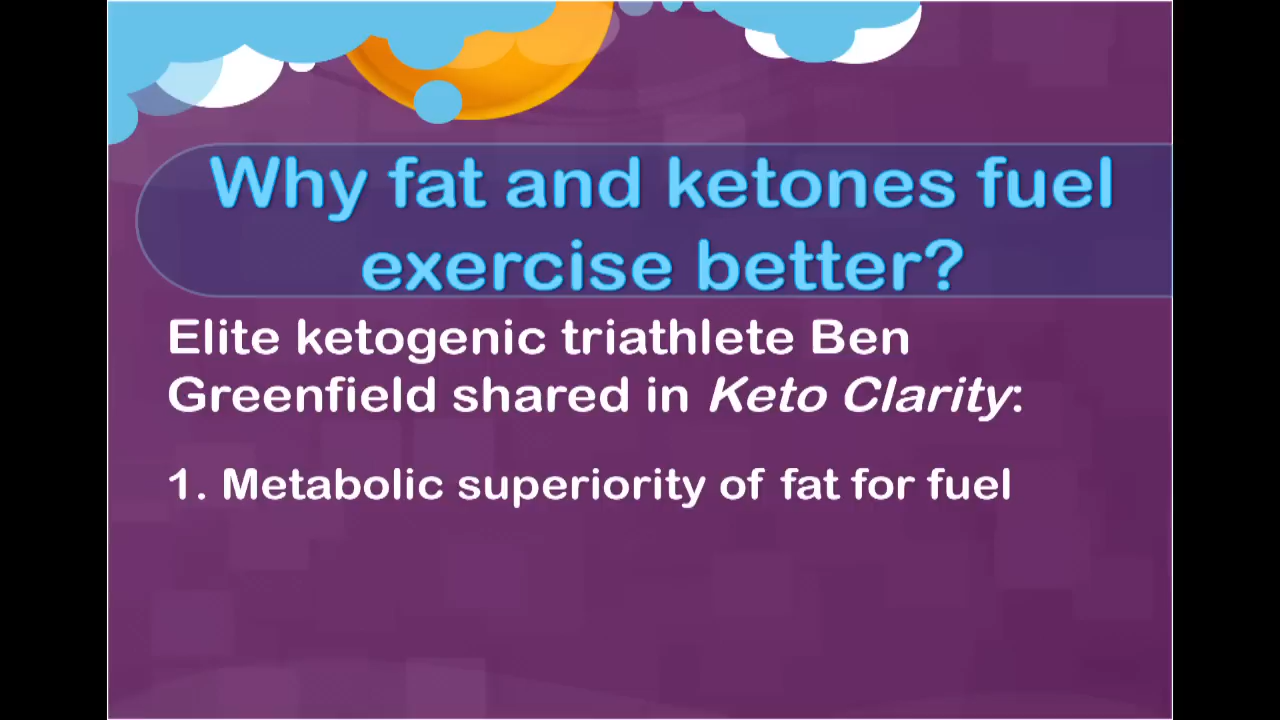 Why fat and ketones fuel
exercise better?
Elite ketogenic triathlete Ben
Greenfield shared in Keto Clarity:
1. Metabolic superiority of fat for fuel